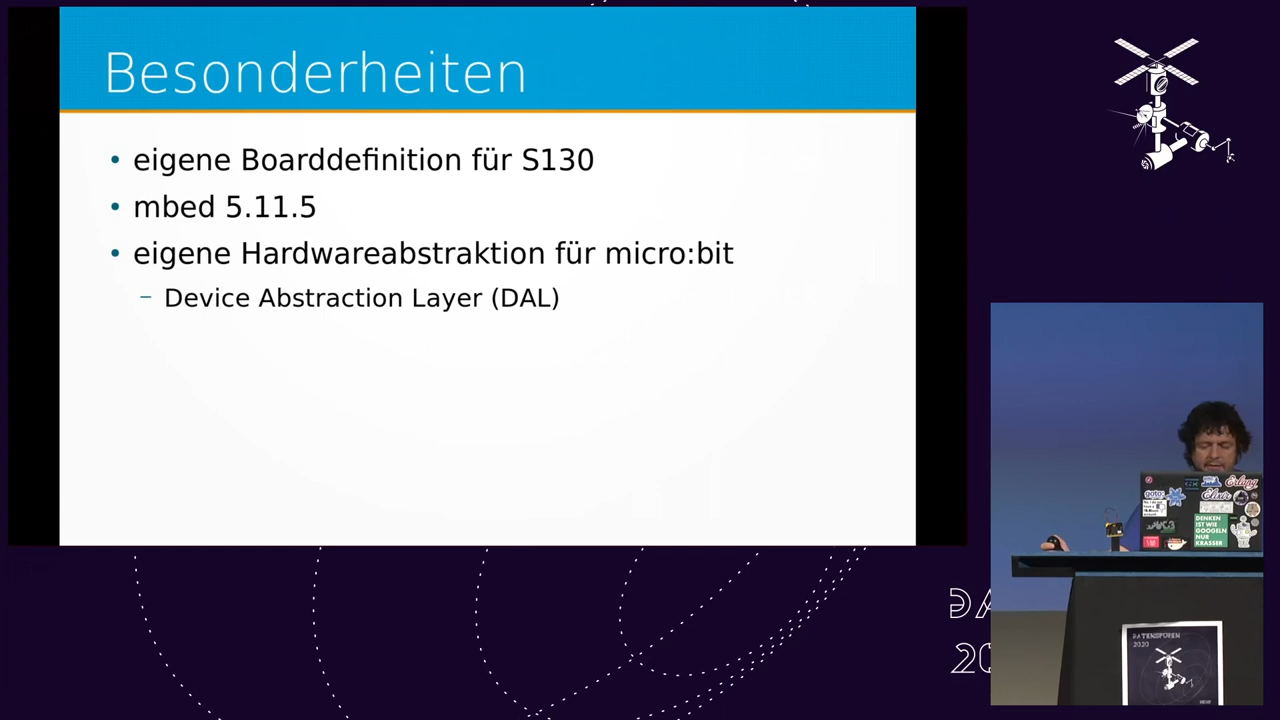 Besonderheiten
• eigene Boarddefinition für S130
• mbed 5.11.5
• eigene Hardwareabstraktion für micro:bit
– Device Abstraction Layer (DAL)
goto;
Erlang
Elixir
DENKEN
IST WIE
GOOGELN
NUR
KRASSER
DATENSPUREN
2020